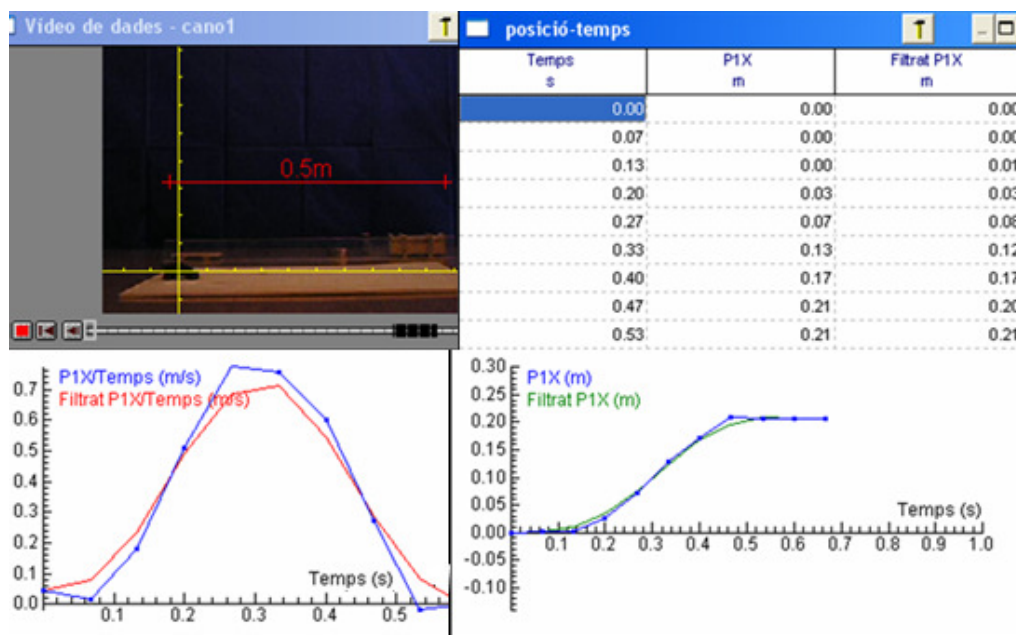 Vídeo de dades - cano1
0.5m
posició-temps
Temps P1X Filtrat P1X
s m m
0.00 0.00 0.00
0.07 0.00 0.00
0.13 0.00 0.01
0.20 0.03 0.03
0.27 0.07 0.08
0.33 0.13 0.12
0.40 0.17 0.17
0.47 0.21 0.20
0.53 0.21 0.21
P1X/Temps (m/s)
Filtrat P1X/Temps (m/s)
0.7
0.6
0.5
0.4
0.3
0.2
0.1
0.0
Temps (s)
0.1 0.2 0.3 0.4 0.5
P1X (m)
Filtrat P1X (m)
0.30
0.25
0.20
0.15
0.10
0.05
0.00
-0.05
-0.10
Temps (s)
0.1 0.2 0.3 0.4 0.5 0.6 0.7 0.8 0.9 1.0